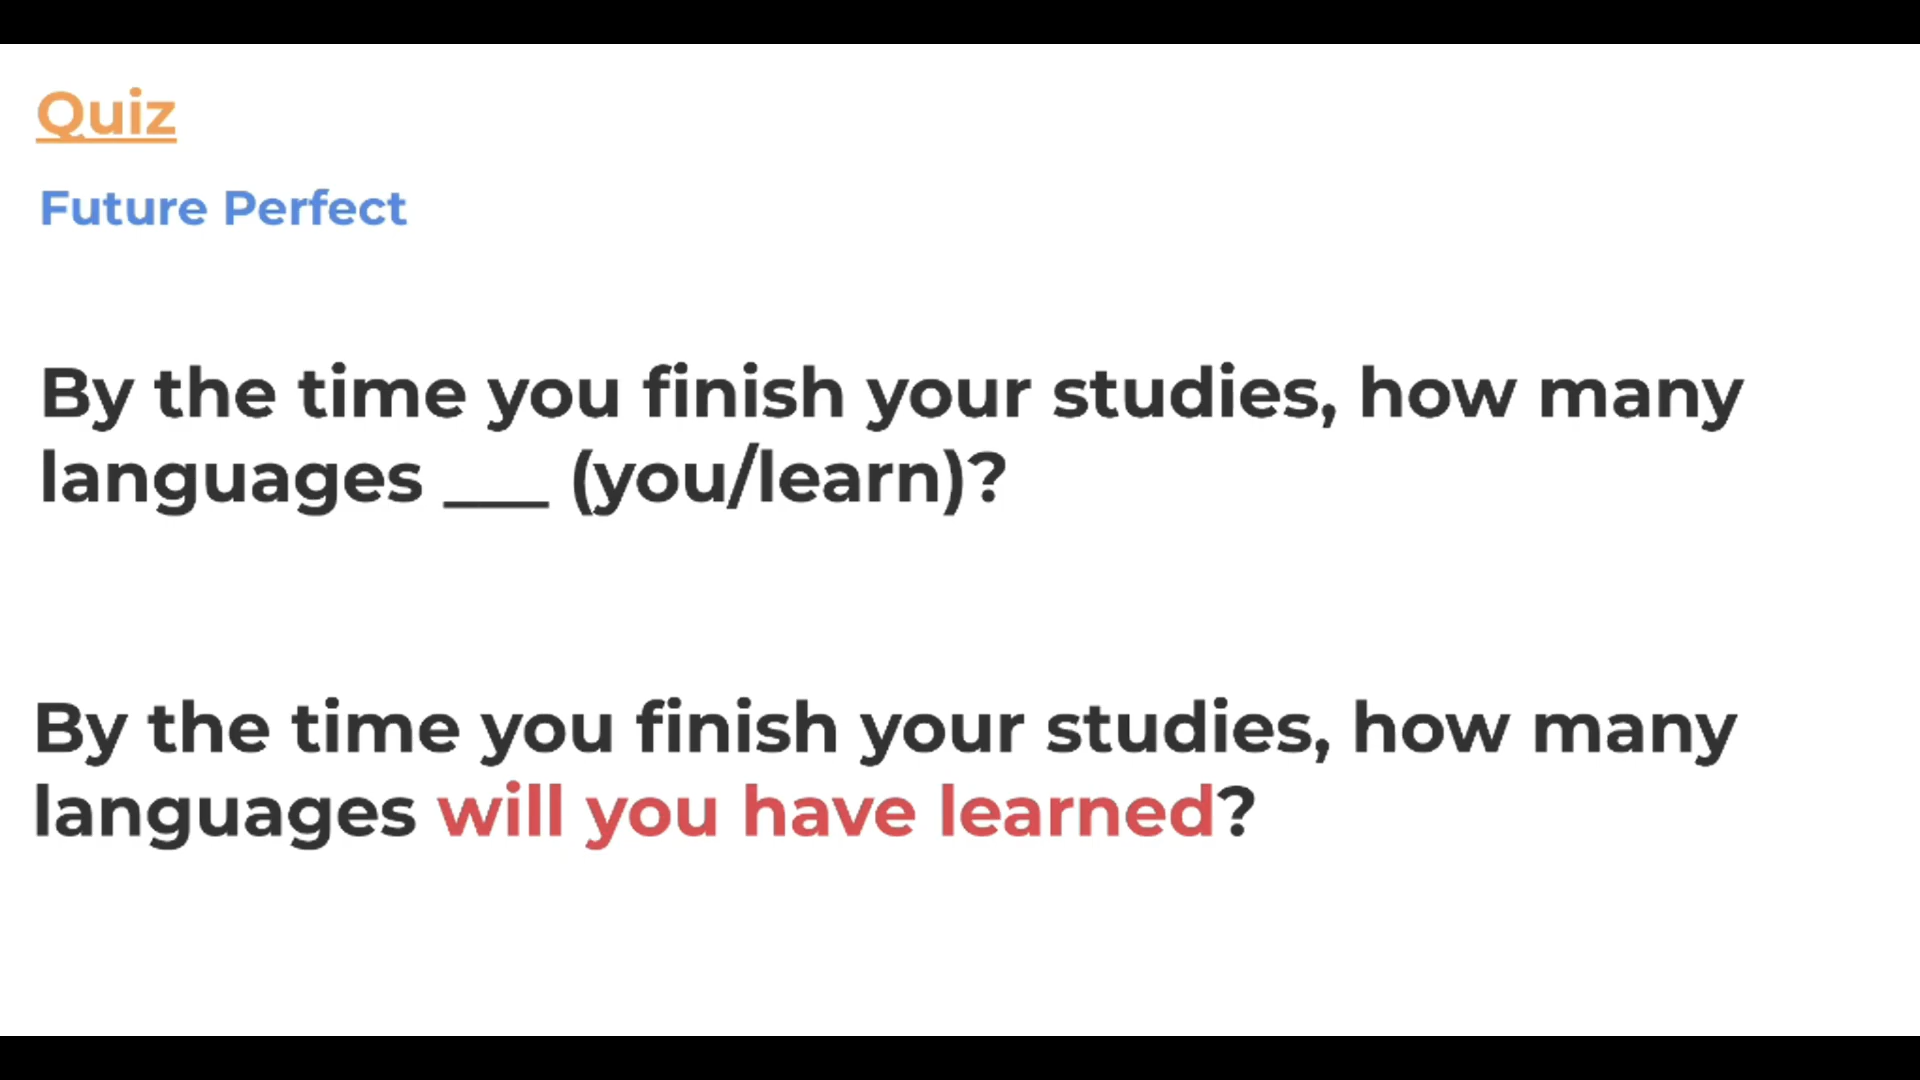 Quiz
Future Perfect
By the time you finish your studies, how many
languages ___ (you/learn)?
By the time you finish your studies, how many
languages will you have learned?